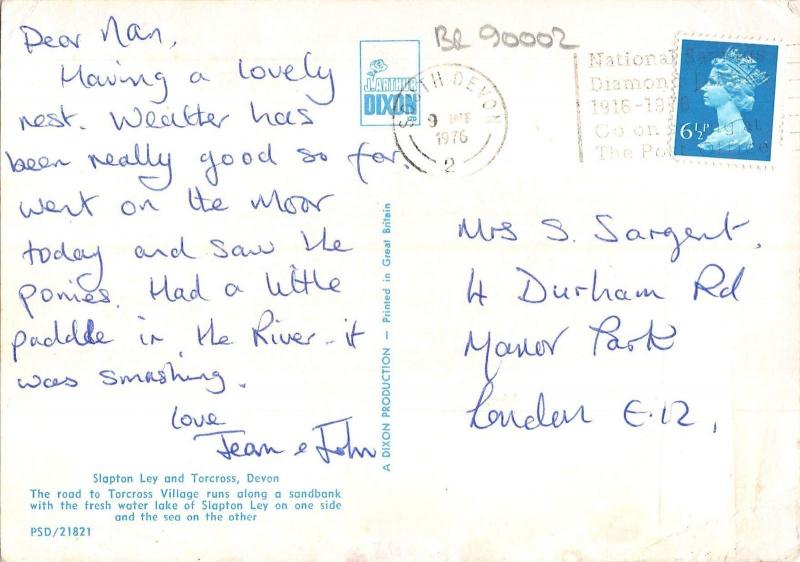 Dear Nan,
Having a lovely
rest. Weather has
been really good so far.
went on the Moor
today and saw the
ponies. Had a little
paddle in the River - it
was smashing.
love
Jean & John
Slapton Ley and Torcross, Devon
The road to Torcross Village runs along a sandbank
with the fresh water lake of Slapton Ley on one side
and the sea on the other
PSD/21821
J. ARTHUR
DIXON
A DIXON PRODUCTION — Printed in Great Britain
BR 90002
SOUTH DEVON
9
1976
2
National Savings
Diamond
1916-1976
Go on
The Post Office
6½P
Mrs S. Sargent,
4 Durham Rd
Manor Park
London E.12,